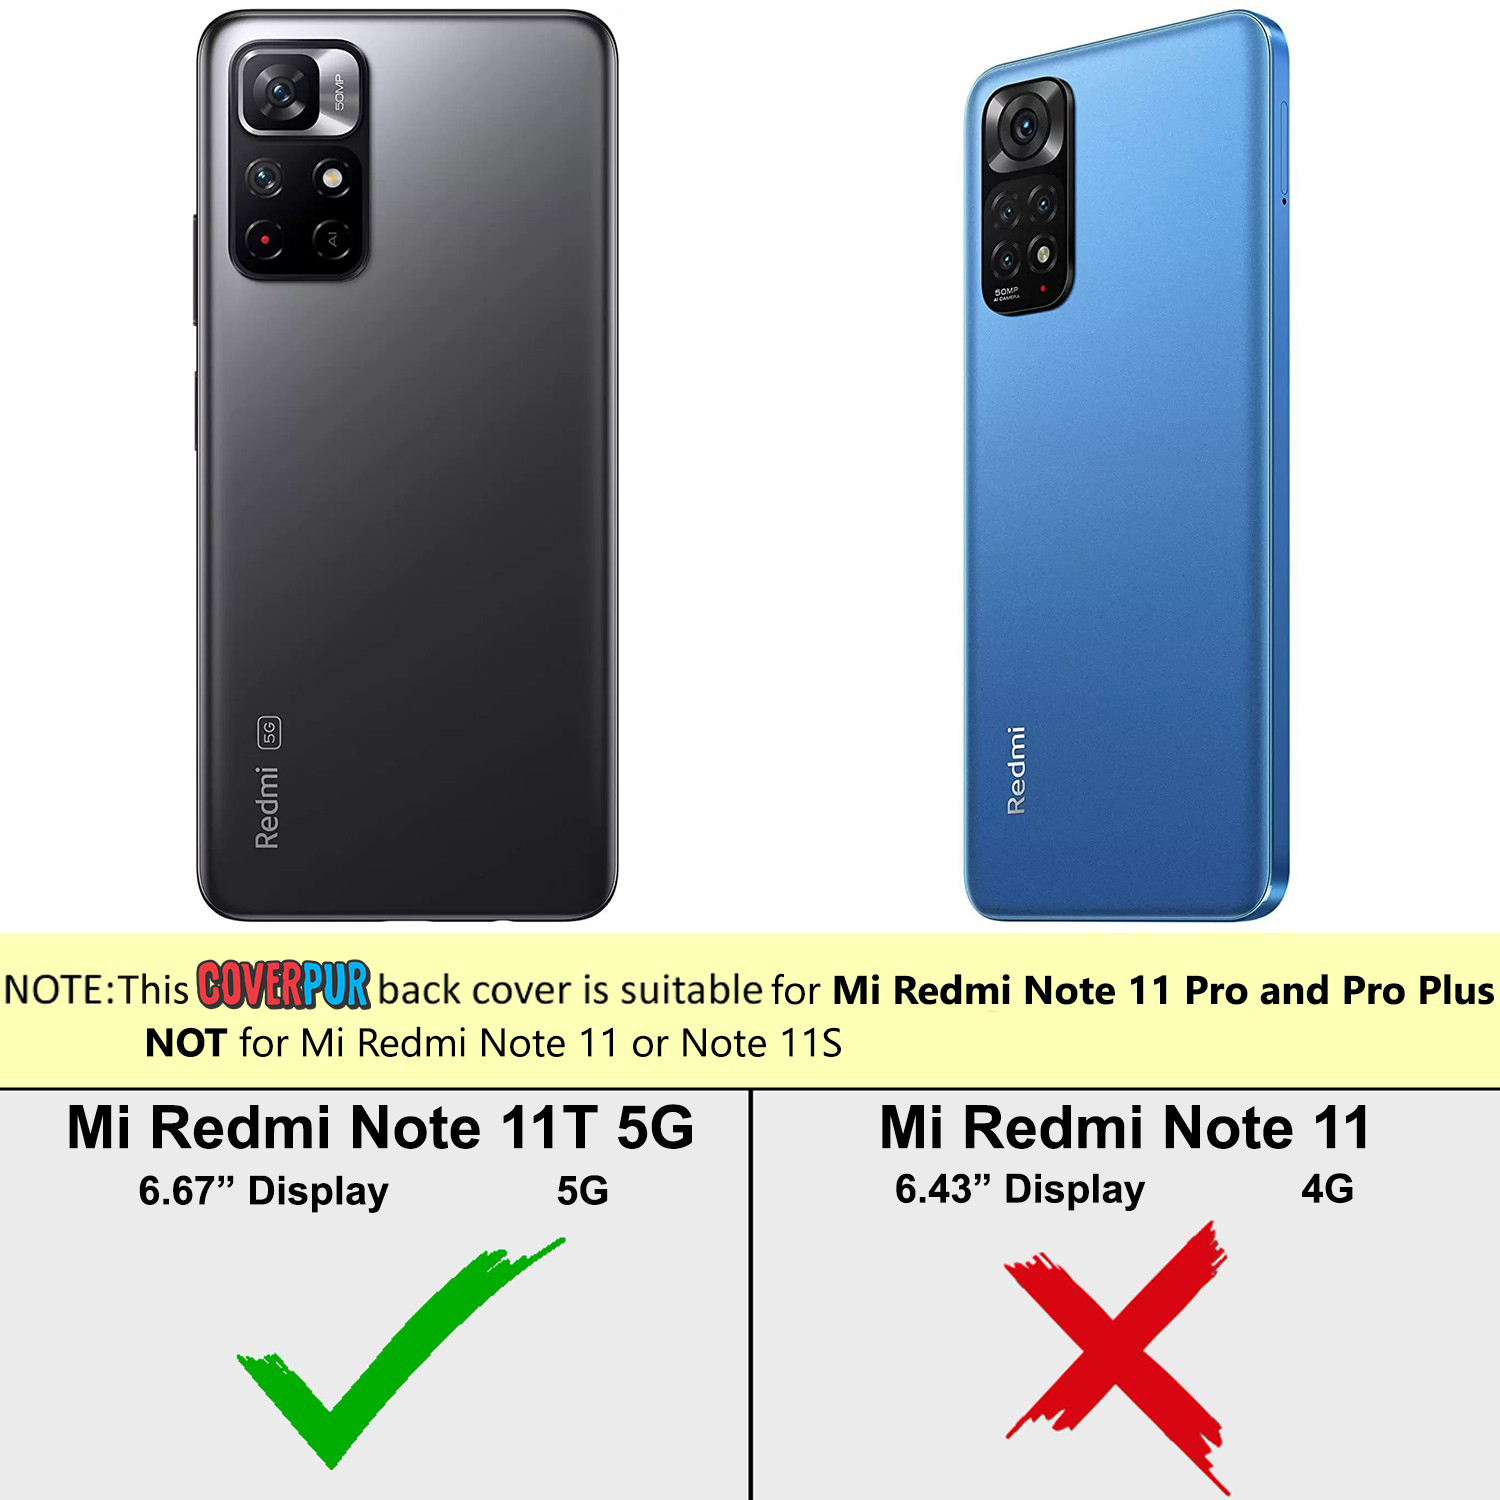 50MP
AI
Redmi 5G
50MP
AI CAMERA
Redmi
NOTE:This COVERPUR back cover is suitable for Mi Redmi Note 11 Pro and Pro Plus
NOT for Mi Redmi Note 11 or Note 11S
Mi Redmi Note 11T 5G
6.67” Display 5G
Mi Redmi Note 11
6.43” Display 4G